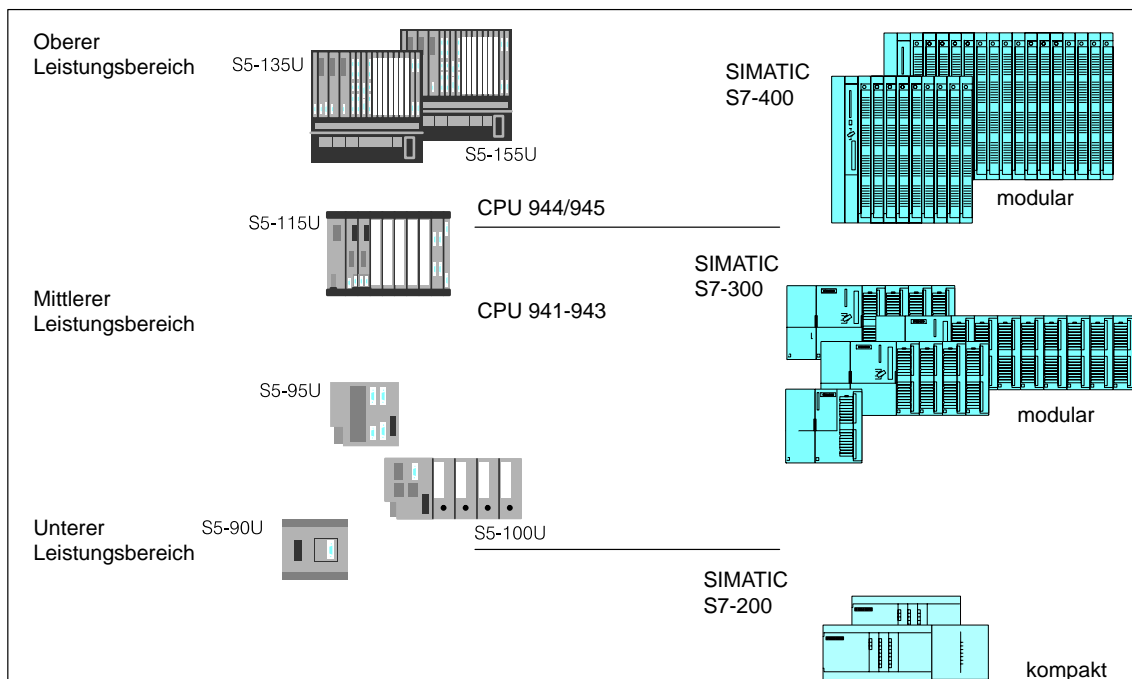 Oberer
Leistungsbereich
S5-135U
S5-155U
SIMATIC
S7-400
modular
S5-115U
CPU 944/945
CPU 941-943
SIMATIC
S7-300
Mittlerer
Leistungsbereich
S5-95U
modular
Unterer
Leistungsbereich
S5-90U
S5-100U
SIMATIC
S7-200
kompakt